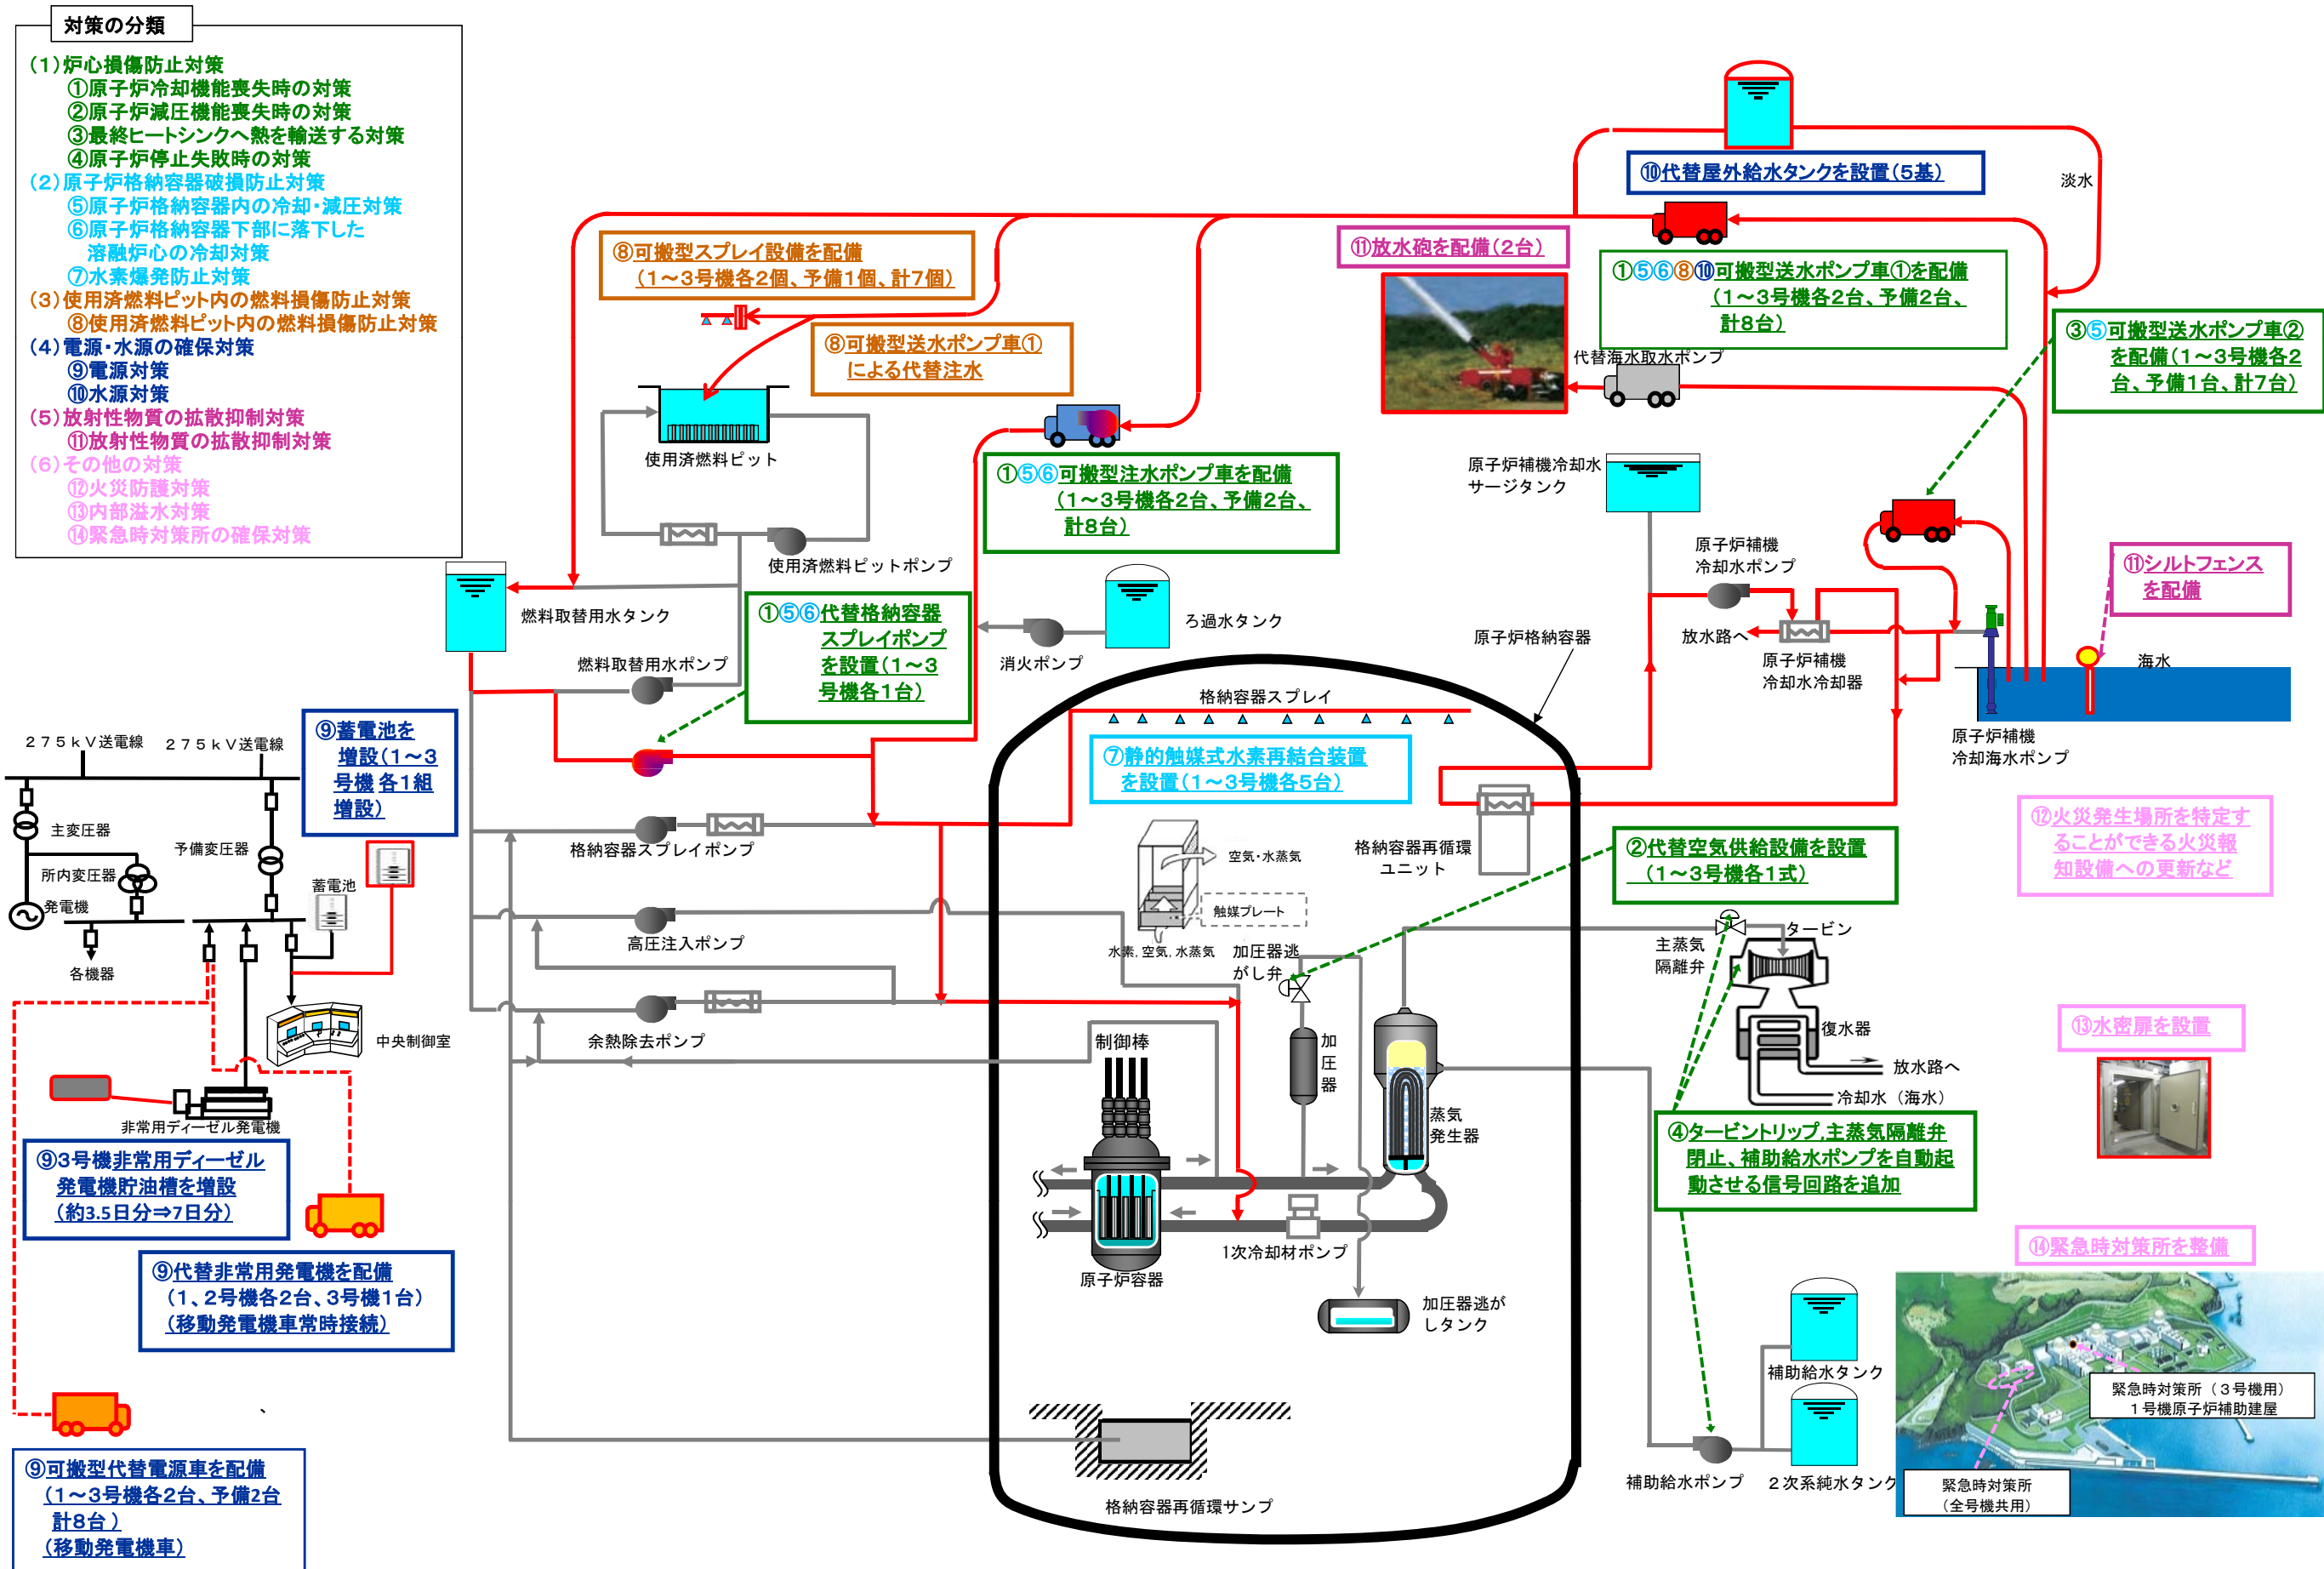 対策の分類
(1)炉心損傷防止対策
①原子炉冷却機能喪失時の対策
②原子炉減圧機能喪失時の対策
③最終ヒートシンクへ熱を輸送する対策
④原子炉停止失敗時の対策
(2)原子炉格納容器破損防止対策
⑤原子炉格納容器内の冷却・減圧対策
⑥原子炉格納容器下部に落下した
溶融炉心の冷却対策
⑦水素爆発防止対策
(3)使用済燃料ピット内の燃料損傷防止対策
⑧使用済燃料ピット内の燃料損傷防止対策
(4)電源・水源の確保対策
⑨電源対策
⑩水源対策
(5)放射性物質の拡散抑制対策
⑪放射性物質の拡散抑制対策
(6)その他の対策
⑫火災防護対策
⑬内部溢水対策
⑭緊急時対策所の確保対策
⑩代替屋外給水タンクを設置(5基)
淡水
⑧可搬型スプレイ設備を配備
(1～3号機各2個、予備1個、計7個)
⑪放水砲を配備(2台)
①⑤⑥⑧⑩可搬型送水ポンプ車①を配備
(1～3号機各2台、予備2台、
計8台)
⑧可搬型送水ポンプ車①
による代替注水
代替海水取水ポンプ
③⑤可搬型送水ポンプ車②
を配備(1～3号機各2
台、予備1台、計7台)
使用済燃料ピット
①⑤⑥可搬型注水ポンプ車を配備
(1～3号機各2台、予備2台、
計8台)
原子炉補機冷却水
サージタンク
使用済燃料ピットポンプ
原子炉補機
冷却水ポンプ
⑪シルトフェンス
を配備
燃料取替用水タンク
①⑤⑥代替格納容器
スプレイポンプ
を設置(1～3
号機各1台)
ろ過水タンク
消火ポンプ
燃料取替用水ポンプ
原子炉格納容器
放水路へ
原子炉補機
冷却水冷却器
海水
原子炉補機
冷却海水ポンプ
格納容器スプレイ
⑦静的触媒式水素再結合装置
を設置(1～3号機各5台)
275kV送電線
275kV送電線
⑨蓄電池を
増設(1～3
号機 各1組
増設)
主変圧器
予備変圧器
所内変圧器
蓄電池
発電機
各機器
中央制御室
非常用ディーゼル発電機
格納容器スプレイポンプ
高圧注入ポンプ
余熱除去ポンプ
空気・水蒸気
触媒プレート
水素,空気,水蒸気
格納容器再循環
ユニット
⑫火災発生場所を特定す
ることができる火災報
知設備への更新など
②代替空気供給設備を設置
(1～3号機各1式)
加圧器逃
がし弁
主蒸気
隔離弁
タービン
復水器
放水路へ
冷却水(海水)
⑬水密扉を設置
制御棒
加
圧
器
蒸気
発生器
④タービントリップ,主蒸気隔離弁
閉止、補助給水ポンプを自動起
動させる信号回路を追加
⑨3号機非常用ディーゼル
発電機貯油槽を増設
(約3.5日分⇒7日分)
⑨代替非常用発電機を配備
(1、2号機各2台、3号機1台)
(移動発電機車常時接続)
1次冷却材ポンプ
原子炉容器
加圧器逃が
しタンク
⑭緊急時対策所を整備
緊急時対策所(3号機用)
1号機原子炉補助建屋
緊急時対策所
(全号機共用)
補助給水タンク
補助給水ポンプ
2次系純水タンク
格納容器再循環サンプ
、
⑨可搬型代替電源車を配備
(1～3号機各2台、予備2台
計8台)
(移動発電機車)